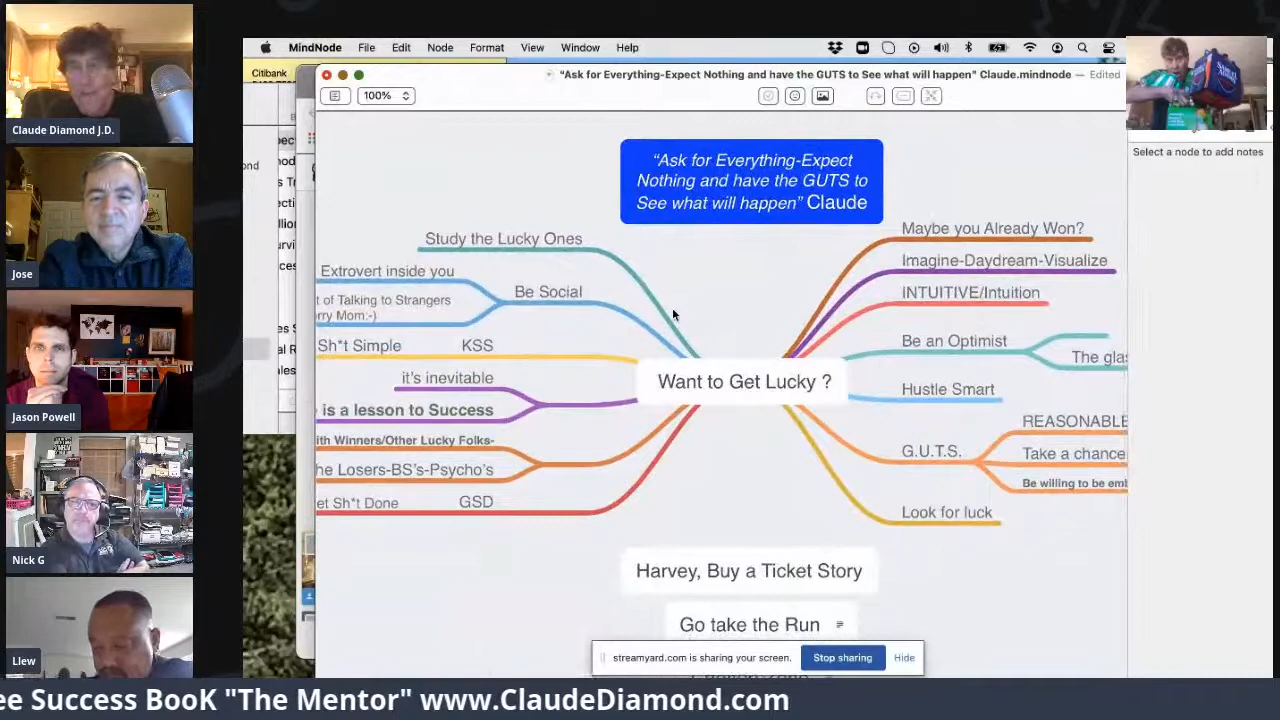 MindNode File Edit Node Format View Window Help
Citibank
"Ask for Everything-Expect Nothing and have the GUTS to See what will happen" Claude.mindnode — Edited
100%
Select a node to add notes
"Ask for Everything-Expect
Nothing and have the GUTS to
See what will happen" Claude
Study the Lucky Ones
Extrovert inside you
Be Social
t of Talking to Strangers
rry Mom:-)
Sh*t Simple
KSS
it's inevitable
is a lesson to Success
ith Winners/Other Lucky Folks-
he Losers-BS's-Psycho's
et Sh*t Done
GSD
Want to Get Lucky ?
Maybe you Already Won?
Imagine-Daydream-Visualize
iNTUITIVE/Intuition
Be an Optimist
The glas
Hustle Smart
G.U.T.S.
REASONABLE
Take a chance
Be willing to be emb
Look for luck
Harvey, Buy a Ticket Story
Go take the Run
streamyard.com is sharing your screen.
Stop sharing
Hide
Claude Diamond J.D.
Jose
Jason Powell
Nick G
Llew
ee Success BooK "The Mentor" www.ClaudeDiamond.com